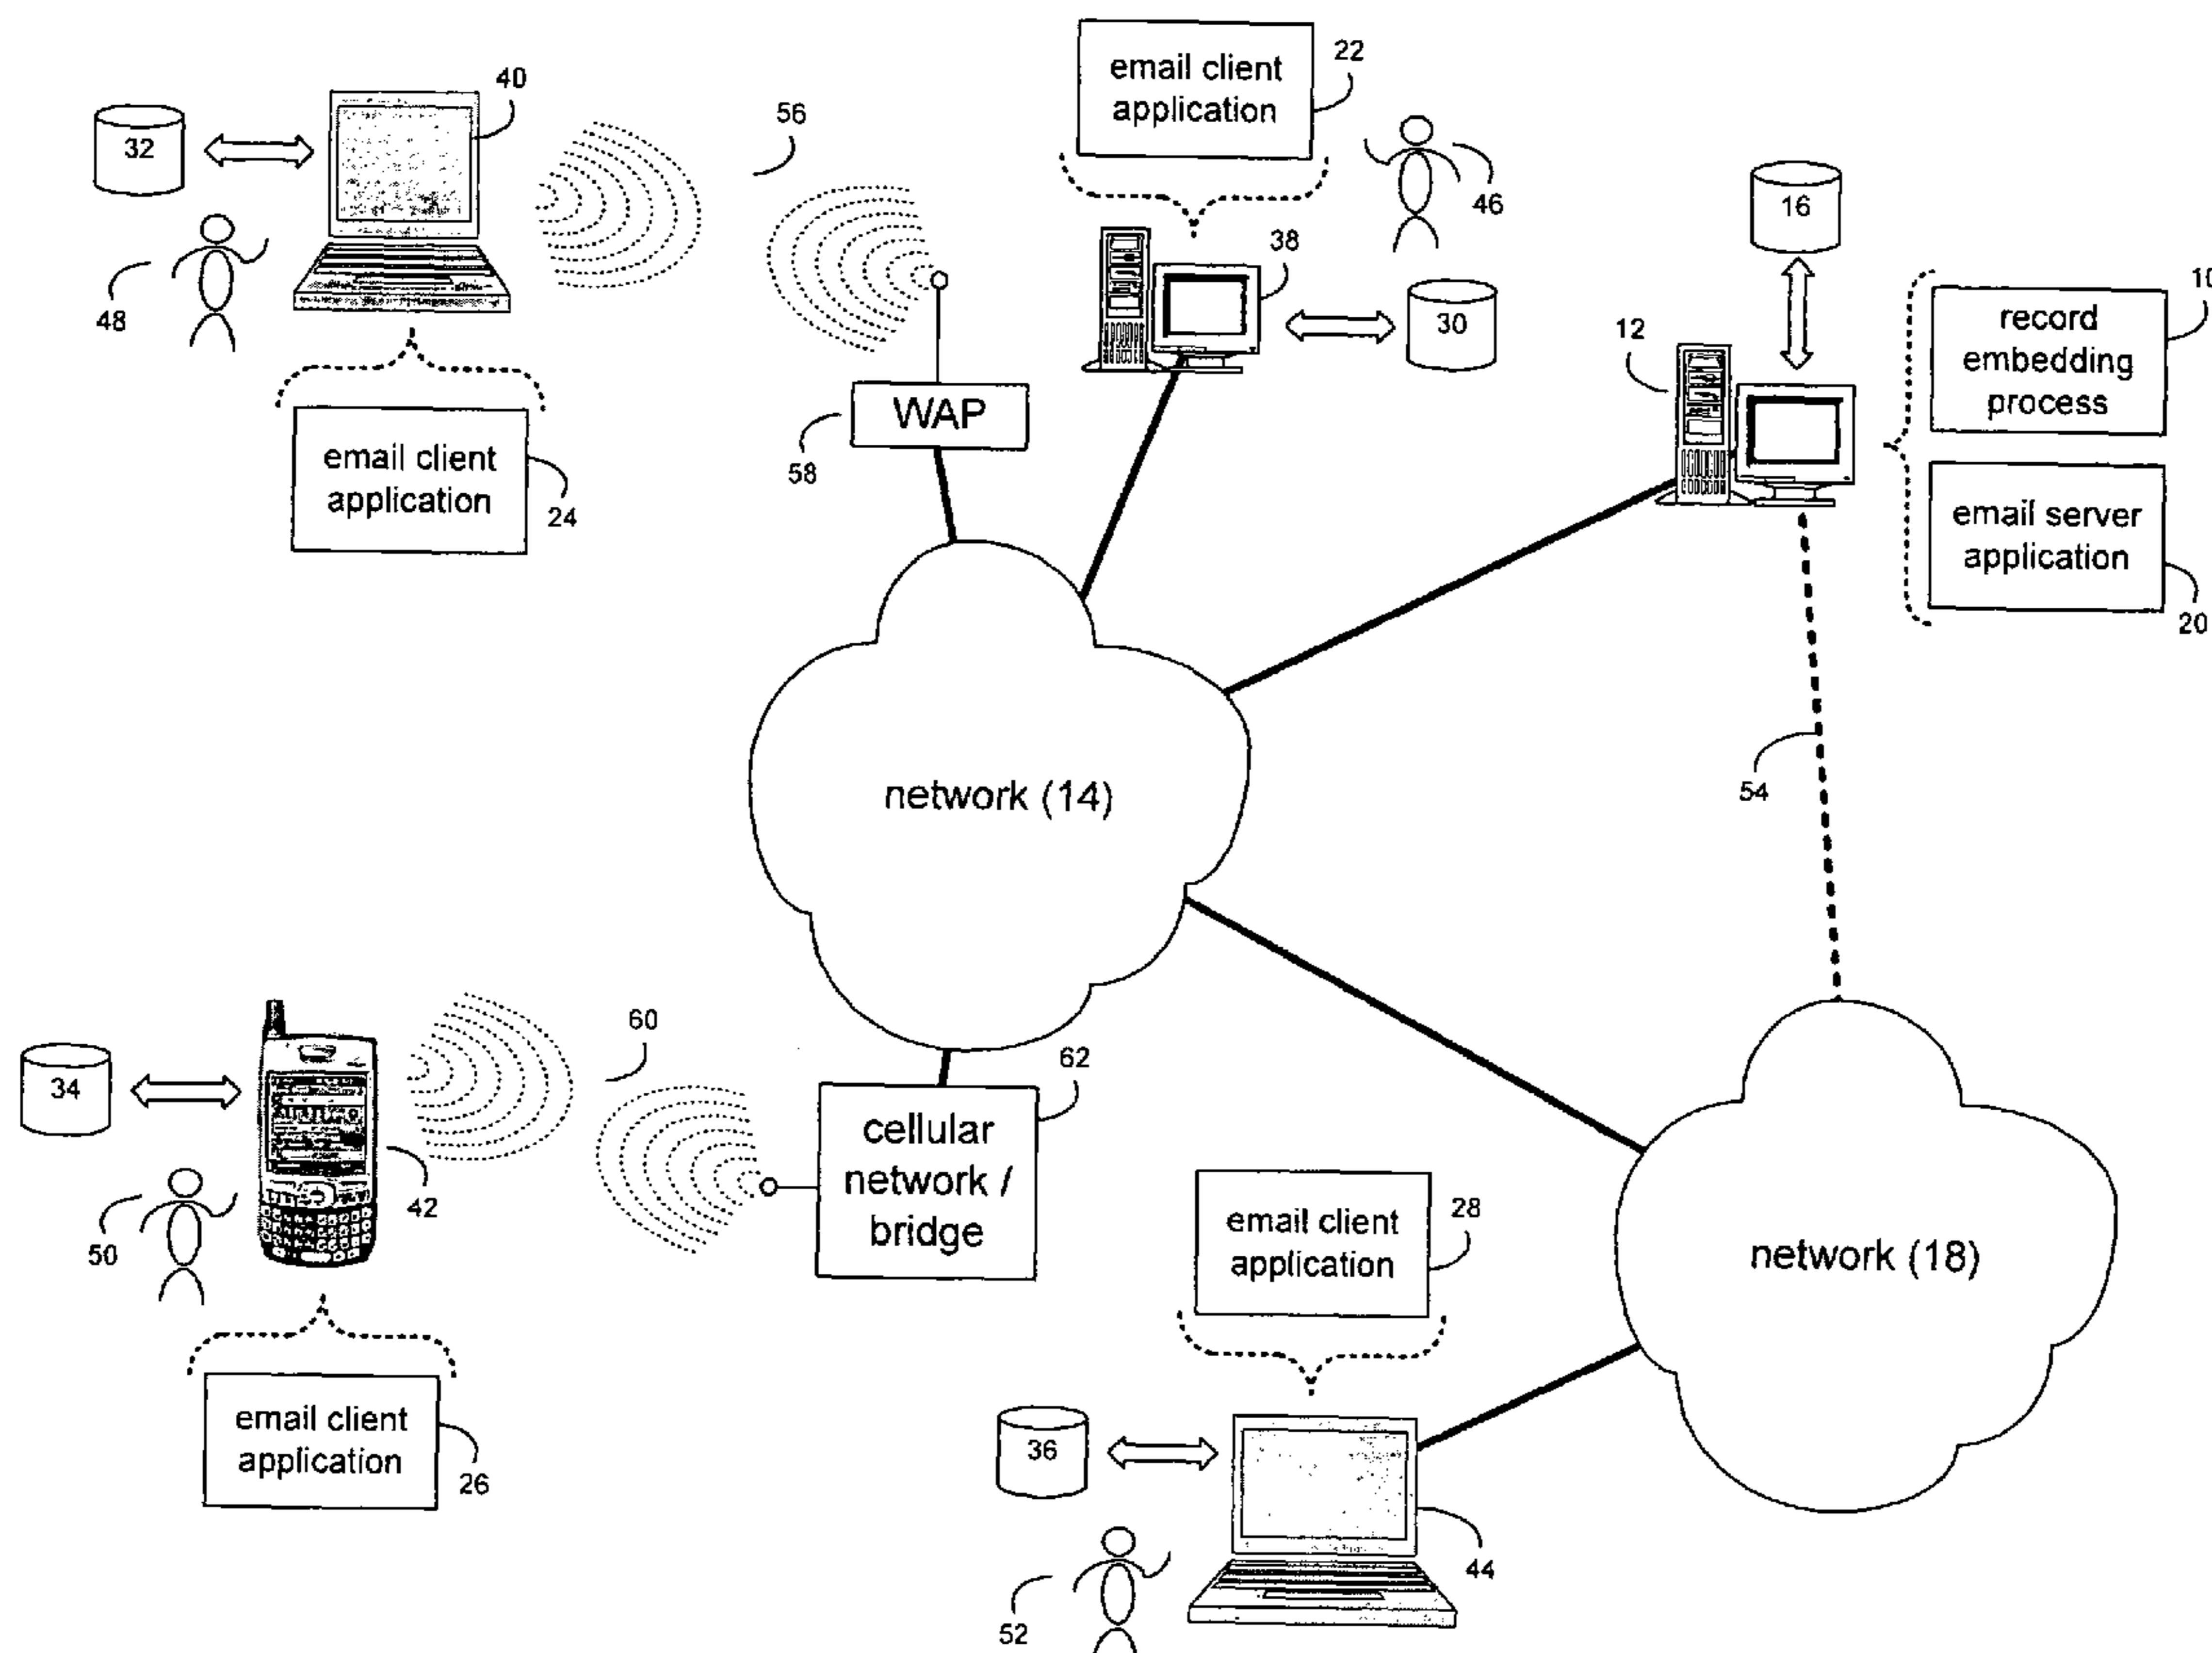 40
32
48
email client
application
24
56
WAP
58
email client
application
22
46
38
30
16
12
record
embedding
process
10
email server
application
20
54
network (14)
34
42
50
60
62
cellular
network /
bridge
email client
application
26
email client
application
28
network (18)
36
44
52